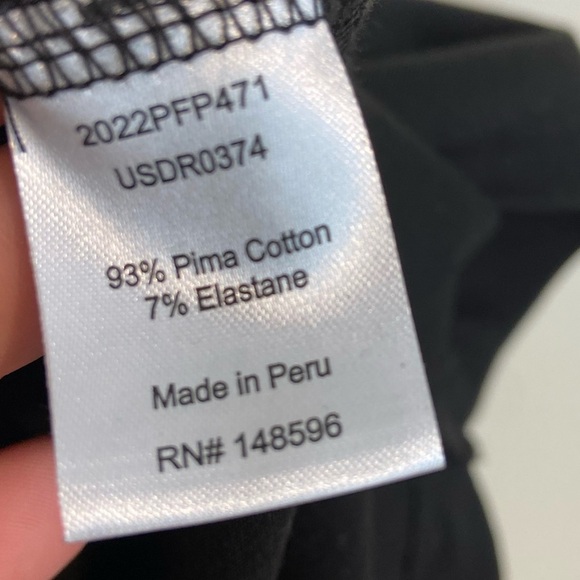 2022PFP471
USDR0374
93% Pima Cotton
7% Elastane
Made in Peru
RN# 148596